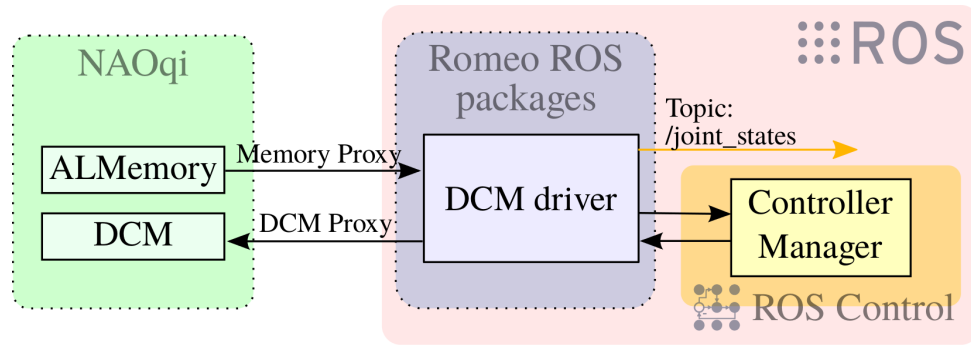 NAOqi
ALMemory
DCM
Memory Proxy
DCM Proxy
Romeo ROS
packages
DCM driver
ROS
Topic:
/joint_states
Controller
Manager
ROS Control